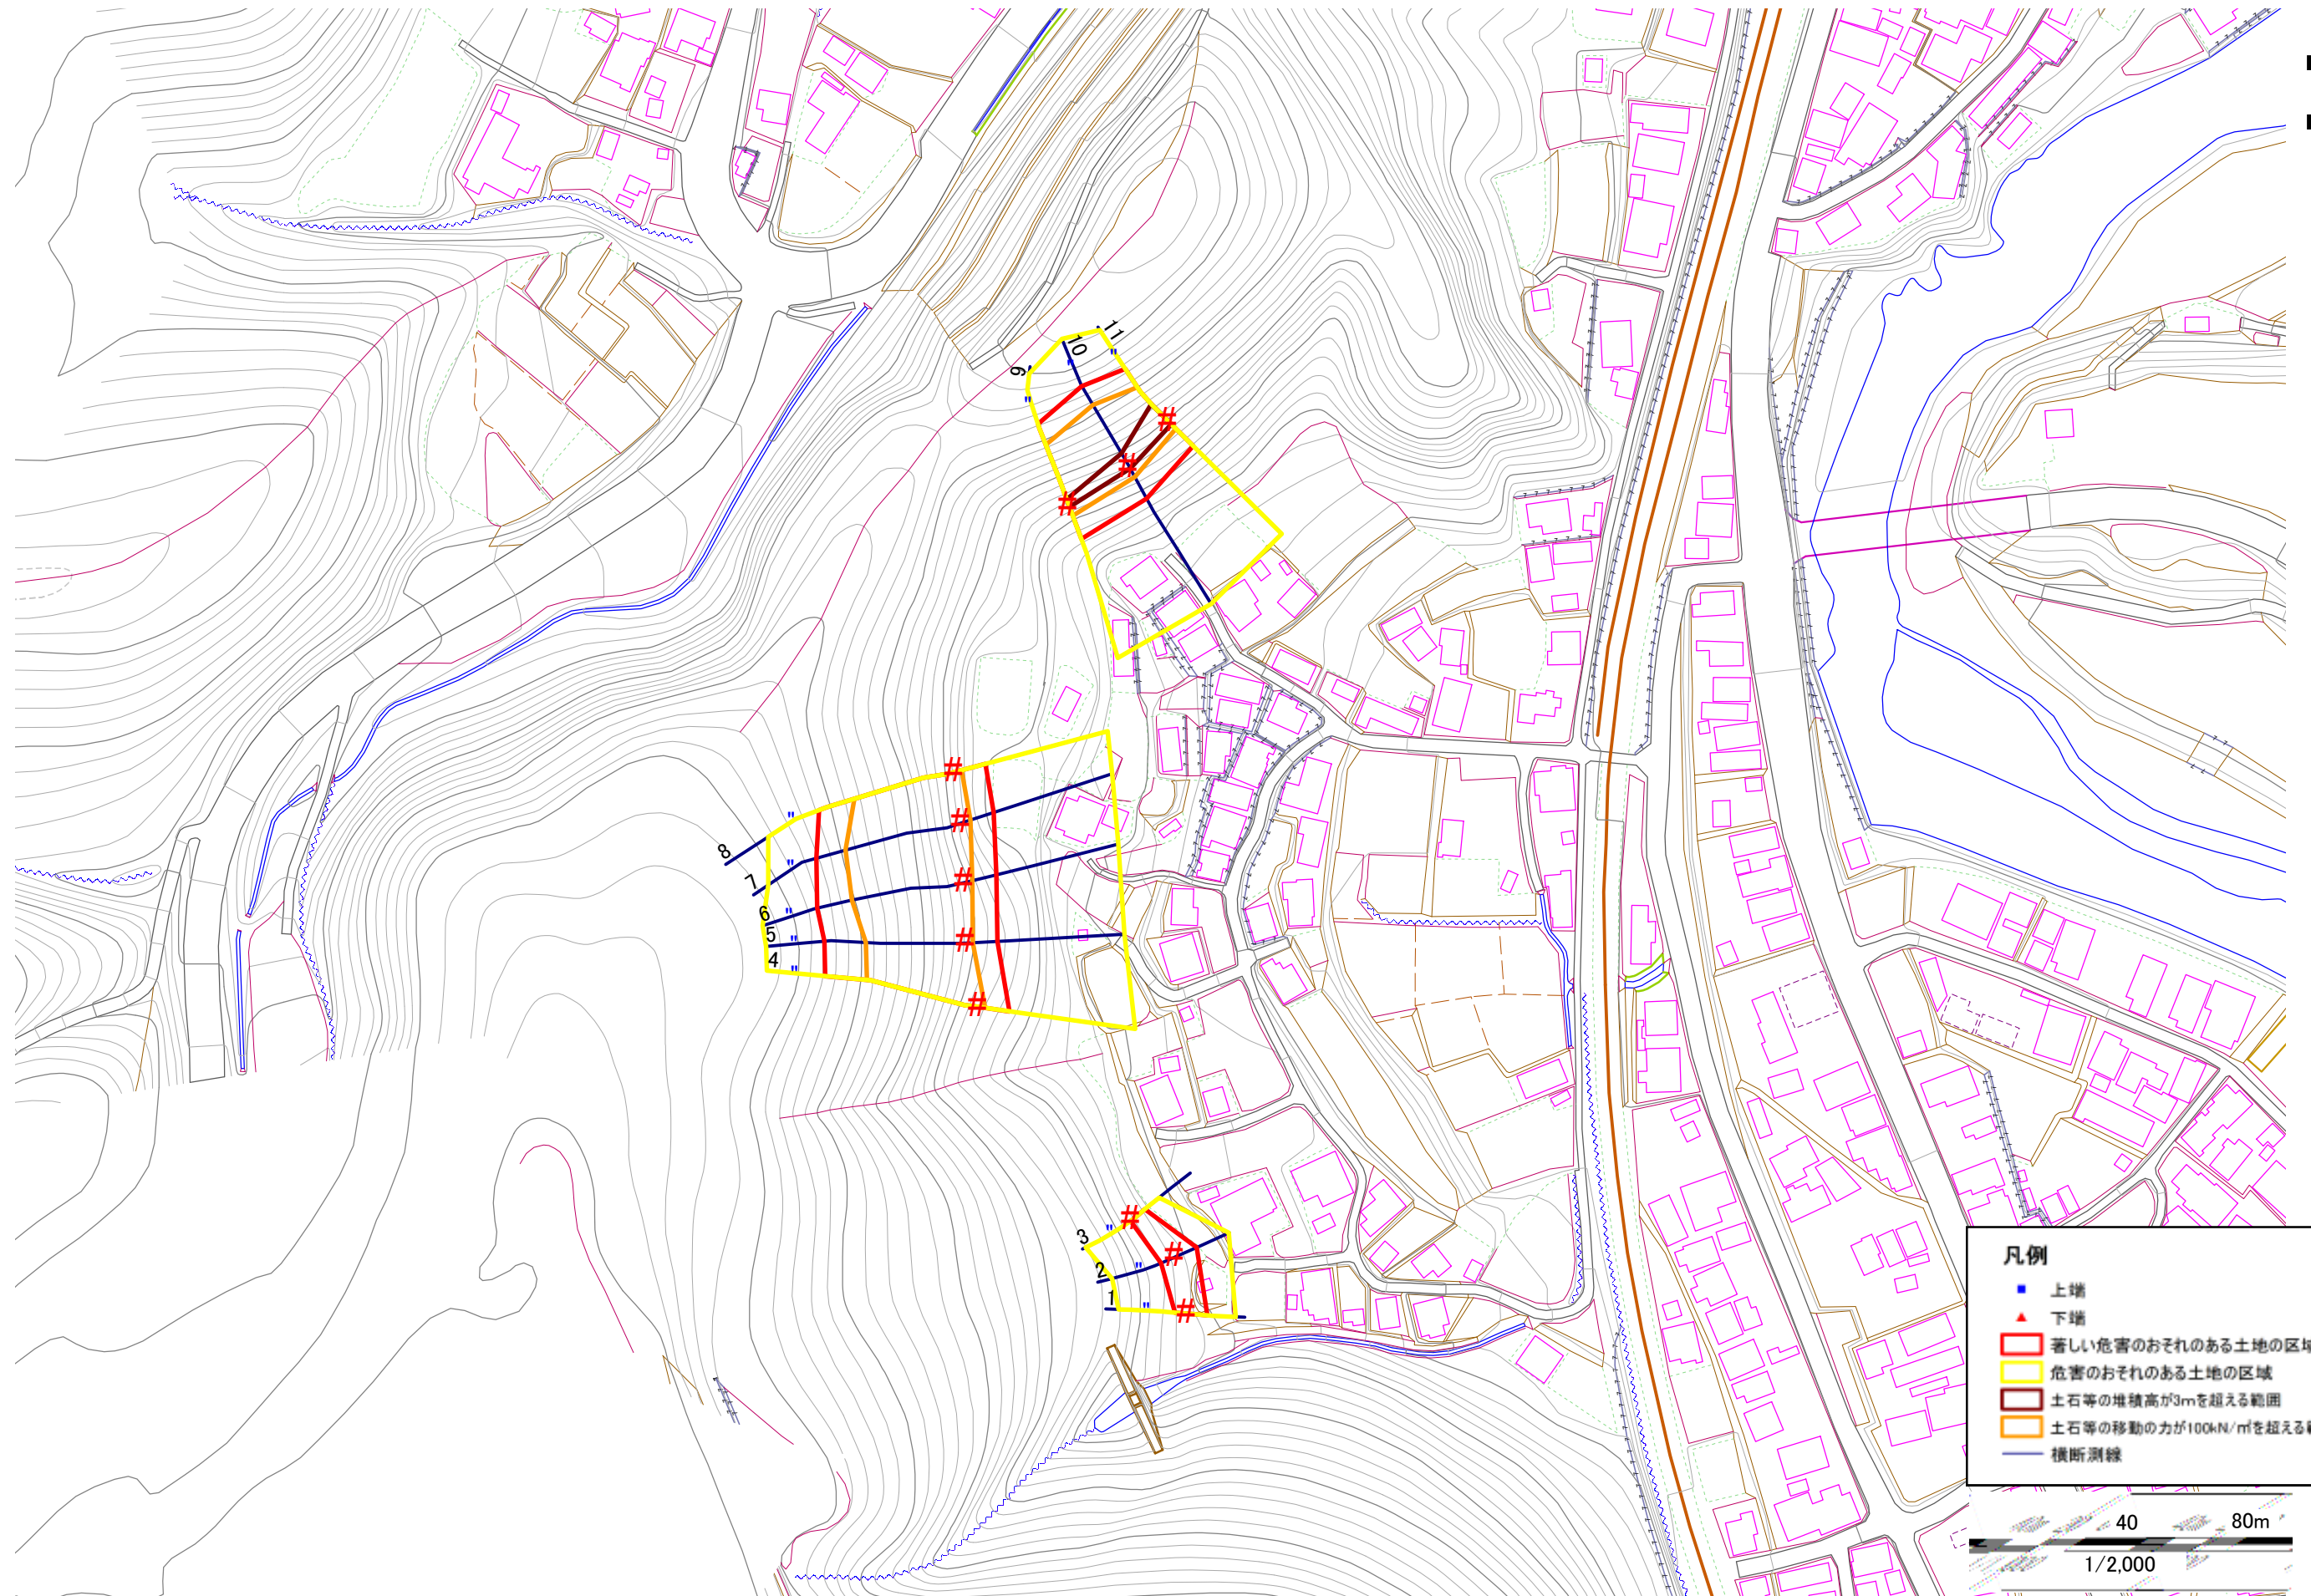 11
10
9
8
7
6
5
4
3
2
1
凡例
上端
下端
著しい危害のおそれのある土地の区域
危害のおそれのある土地の区域
土石等の堆積高が3mを超える範囲
土石等の移動の力が100kN/㎡を超える
横断測線
40 80m
1/2,000